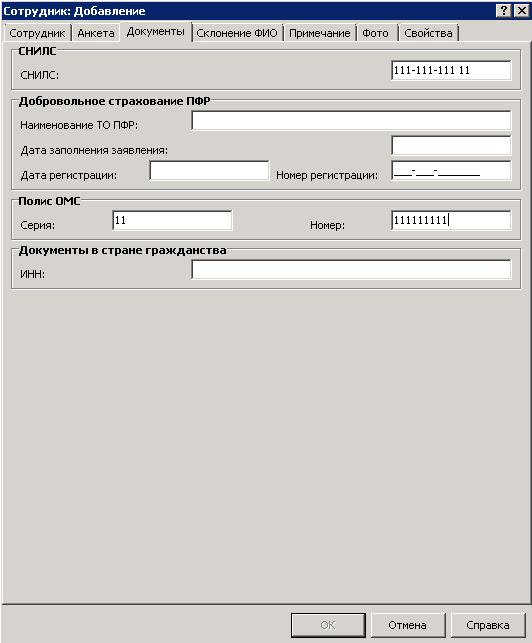 Сотрудник: Добавление
Сотрудник Анкета Документы Склонение ФИО Примечание Фото Свойства
СНИЛС
СНИЛС: 111-111-111 11
Добровольное страхование ПФР
Наименование ТО ПФР:
Дата заполнения заявления:
Дата регистрации: Номер регистрации: ___-___-______
Полис ОМС
Серия: 11 Номер: 111111111
Документы в стране гражданства
ИНН:
ОК Отмена Справка